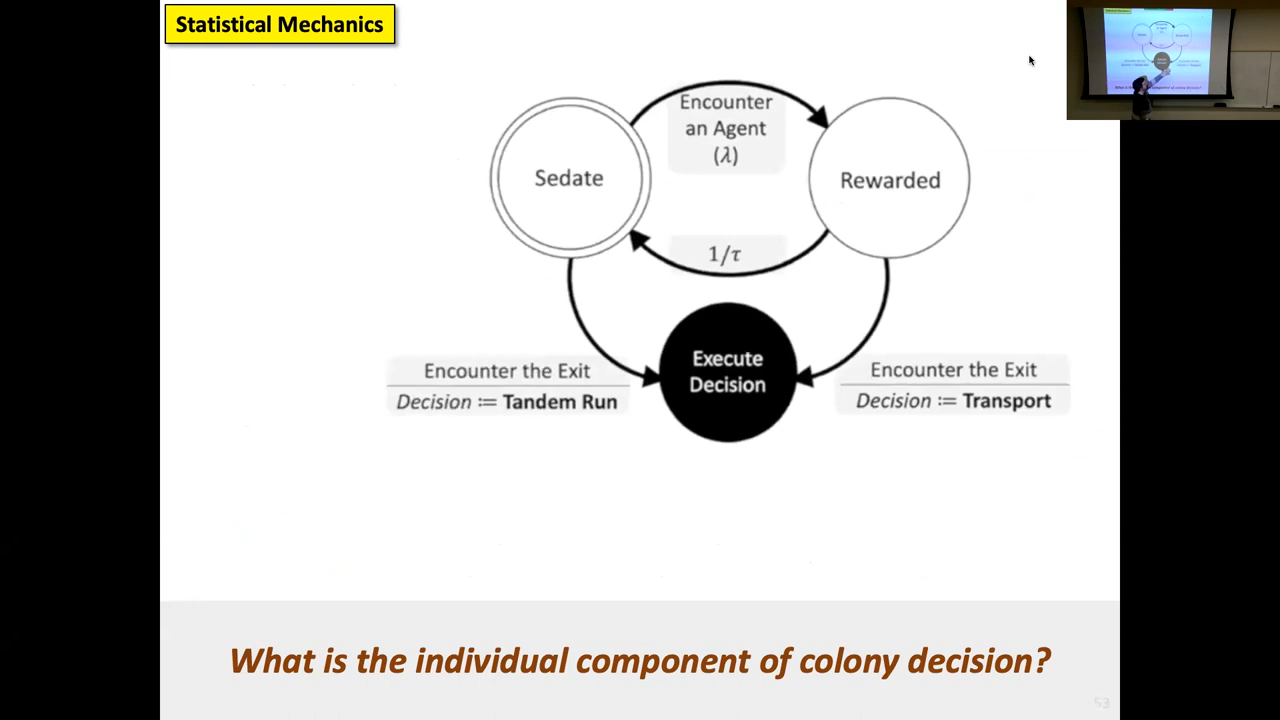 Statistical Mechanics
Encounter
an Agent
(λ)
Sedate
Rewarded
1/τ
Execute
Decision
Encounter the Exit
Decision := Tandem Run
Encounter the Exit
Decision := Transport
What is the individual component of colony decision?
53